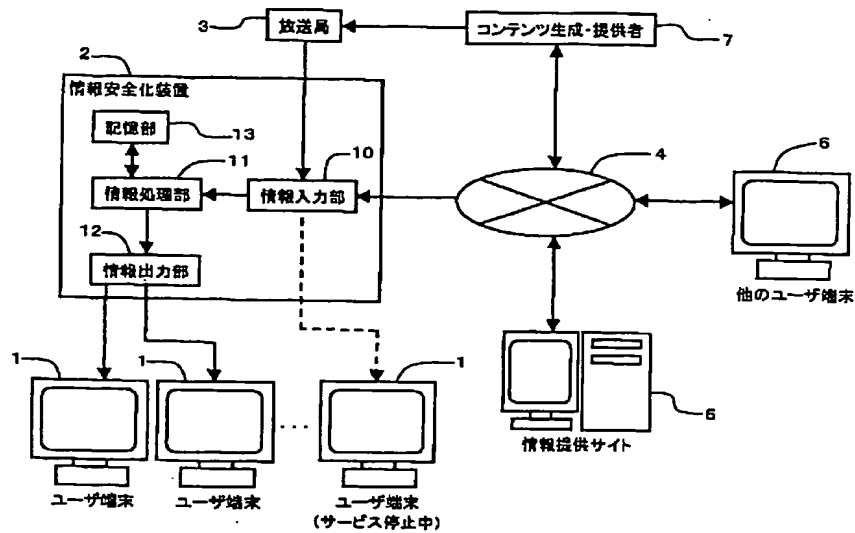 3
放送局
コンテンツ生成・提供者
7
2
情報安全化装置
記憶部
13
11
10
4
6
情報処理部
情報入力部
12
情報出力部
他のユーザ端末
1
1
1
・・・
6
情報提供サイト
ユーザ端末
ユーザ端末
ユーザ端末
(サービス停止中)